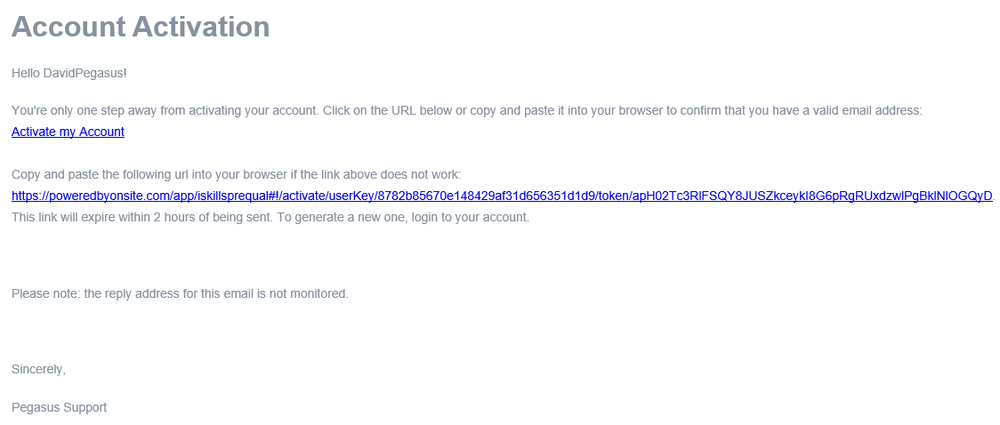 Account Activation
Hello DavidPegasus!
You're only one step away from activating your account. Click on the URL below or copy and paste it into your browser to confirm that you have a valid email address:
Activate my Account
Copy and paste the following url into your browser if the link above does not work:
https://poweredbyonsite.com/app/iskillsprequal#!/activate/userKey/8782b85670e148429af31d656351d1d9/token/apH02Tc3RlFSQY8JUSZkceykI8G6pRgRUxdzwlPgBklNlOGQyD.
This link will expire within 2 hours of being sent. To generate a new one, login to your account.
Please note: the reply address for this email is not monitored.
Sincerely,
Pegasus Support